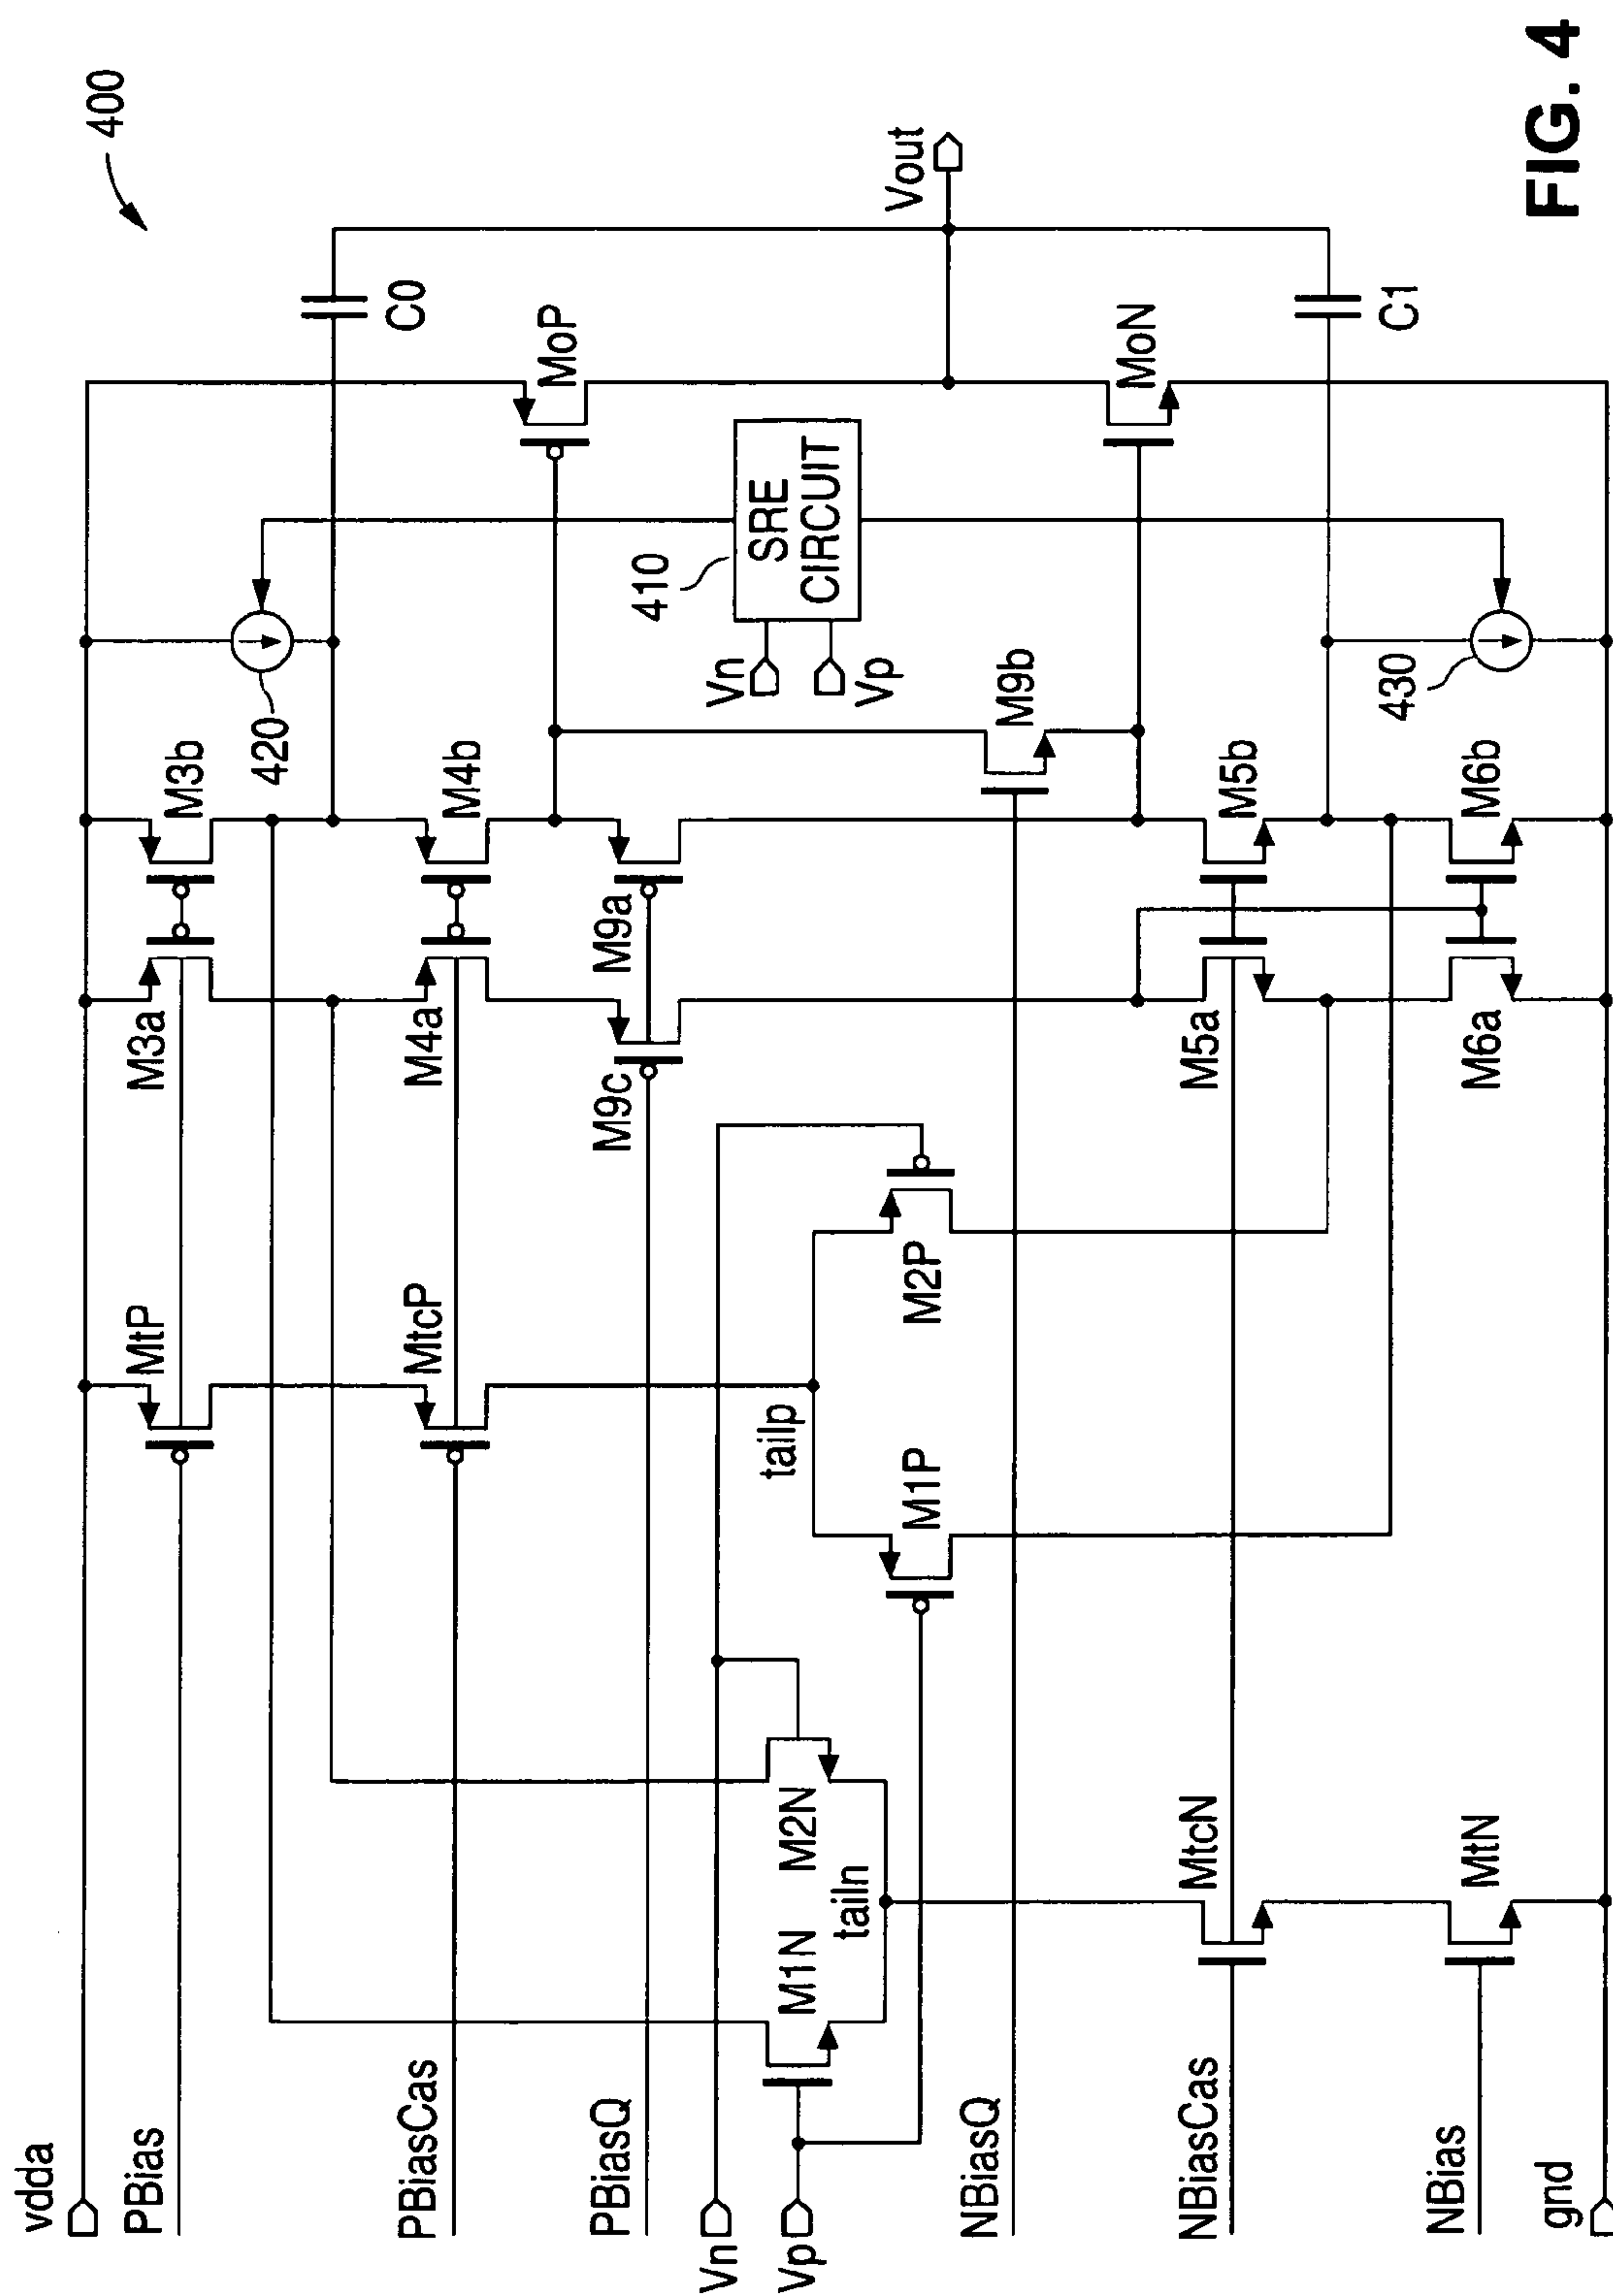 400
vdda
PBias
PBiasCas
PBiasQ
Vn
Vp
NBiasQ
NBiasCas
NBias
gnd
MtP
MtcP
M1N
M2N
tailn
MtcN
MtN
tailp
M1P
M2P
M3a
M3b
M4a
M4b
M9c
M9a
M5a
M5b
M6a
M6b
M9b
420
430
410
SRE
CIRCUIT
Vn
Vp
MoP
MoN
C0
C1
Vout
FIG. 4